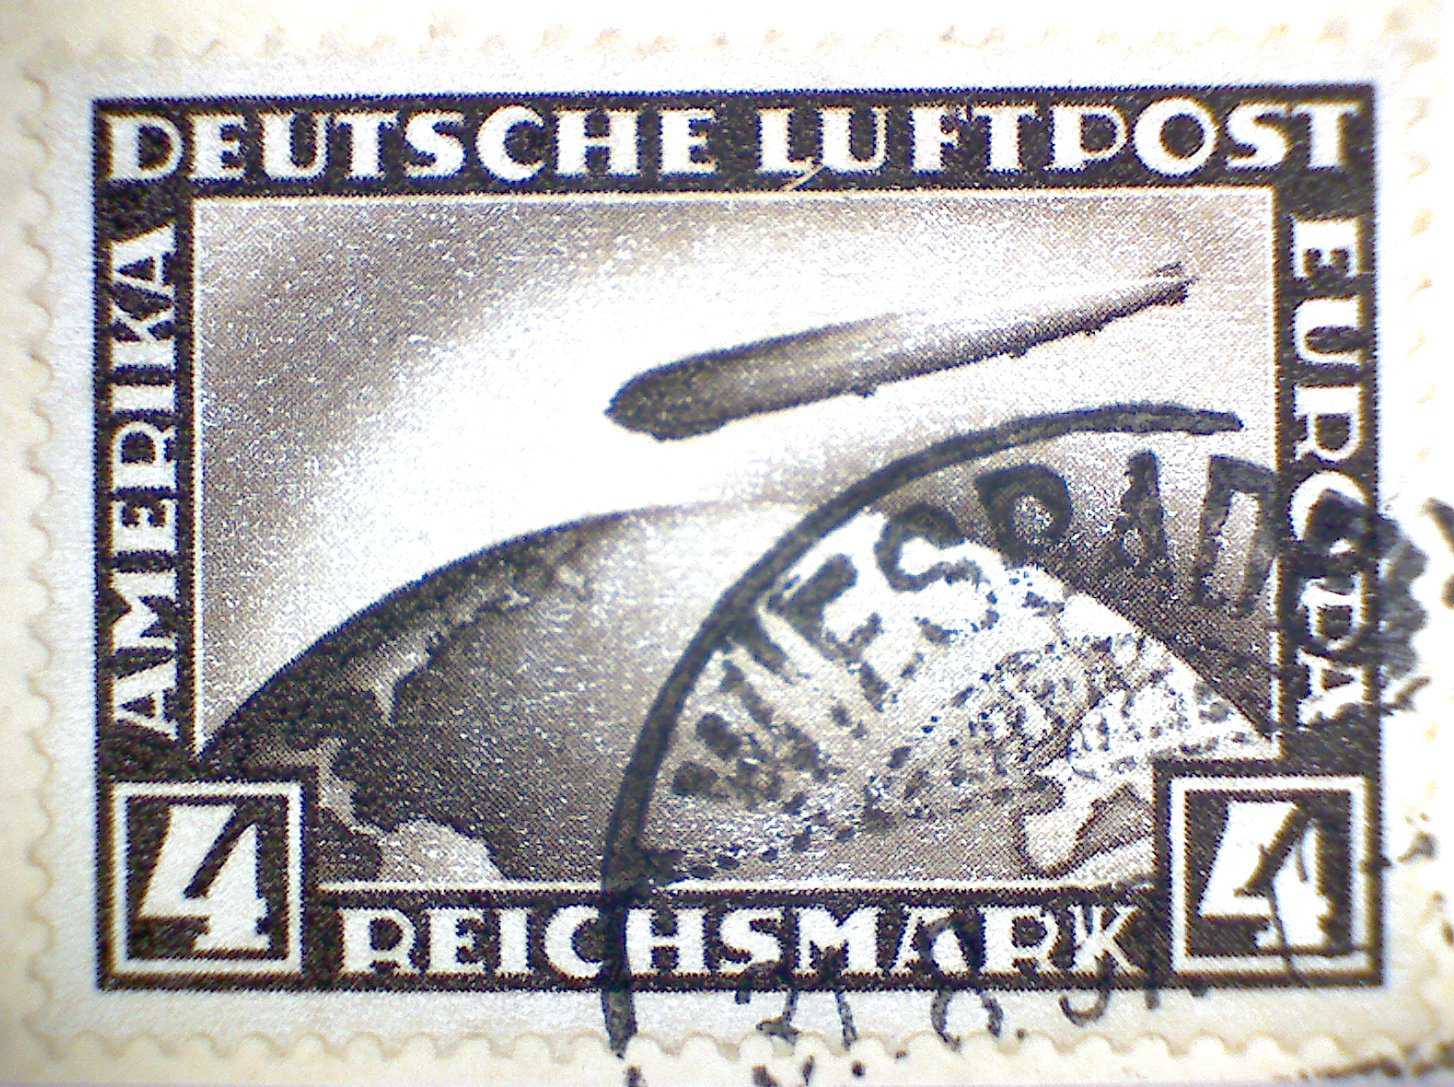 DEUTSCHE LUFTPOST
AMERIKA
EUROPA
4
4
REICHSMARK